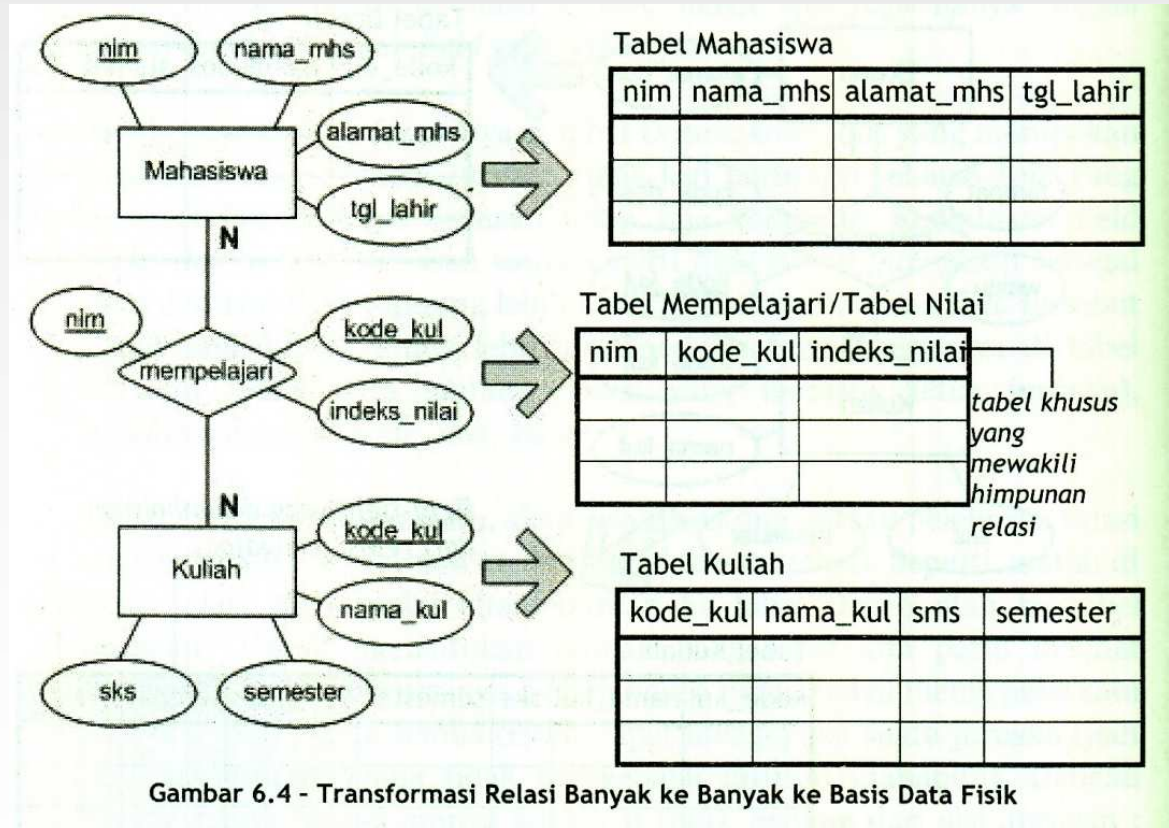 nim
nama_mhs
alamat_mhs
tgl_lahir
Mahasiswa
N
nim
kode_kul
mempelajari
indeks_nilai
N
kode_kul
Kuliah
nama_kul
sks
semester
Tabel Mahasiswa
nim nama_mhs alamat_mhs tgl_lahir
Tabel Mempelajari/Tabel Nilai
nim kode_kul indeks_nilai
tabel khusus
yang
mewakili
himpunan
relasi
Tabel Kuliah
kode_kul nama_kul sms semester
Gambar 6.4 - Transformasi Relasi Banyak ke Banyak ke Basis Data Fisik